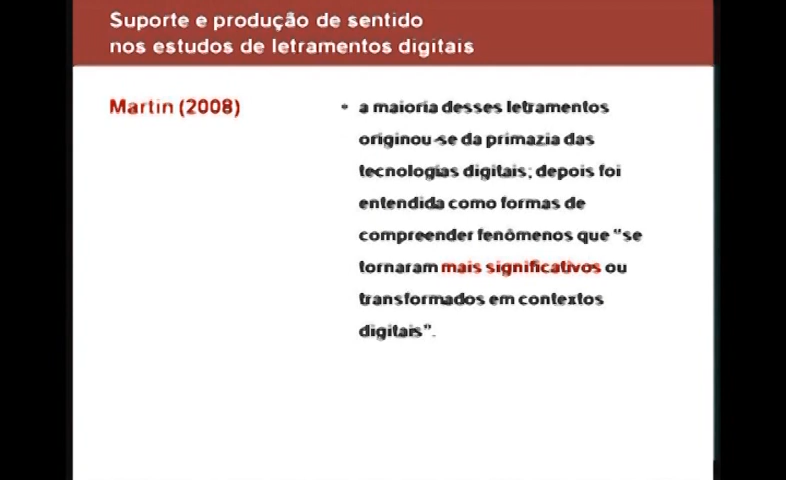 Suporte e produção de sentido
nos estudos de letramentos digitais
Martin (2008)
• a maioria desses letramentos
originou-se da primazia das
tecnologias digitais; depois foi
entendida como formas de
compreender fenômenos que "se
tornaram mais significativos ou
transformados em contextos
digitais".